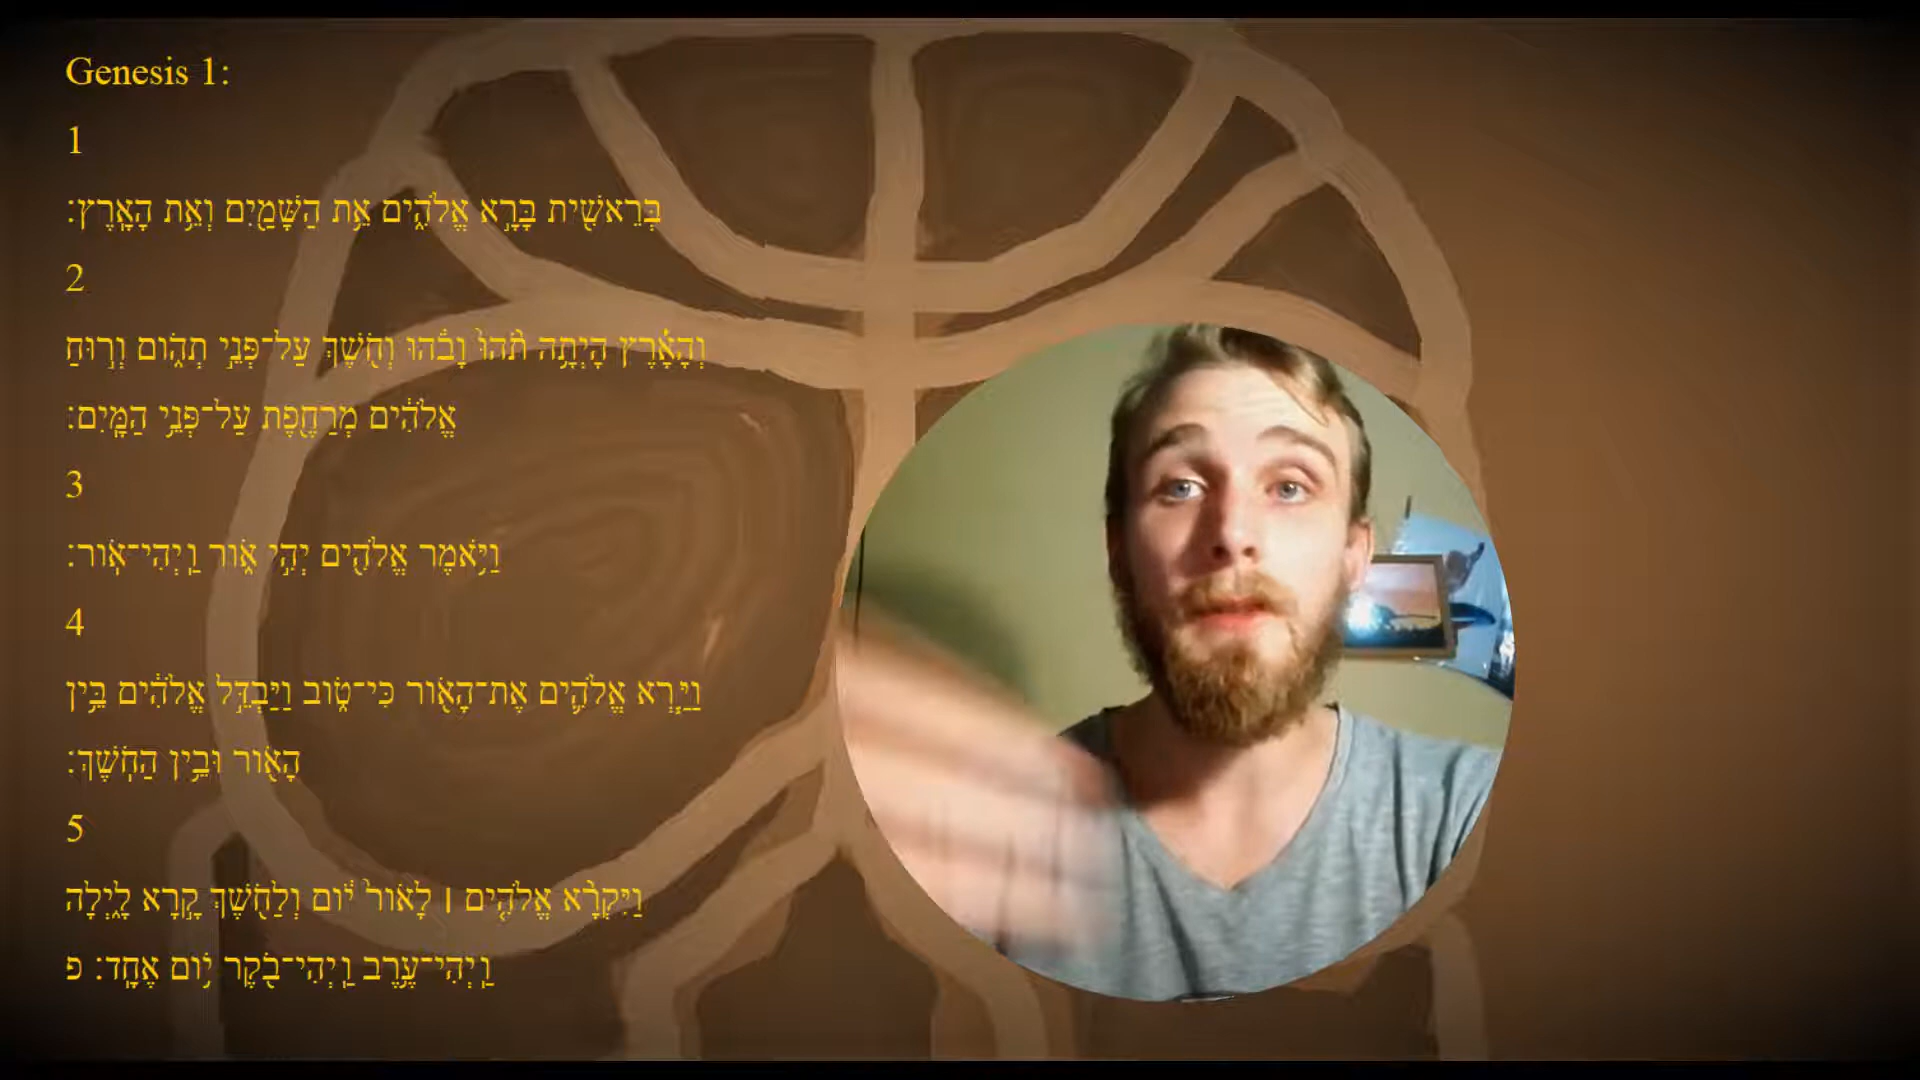 Genesis 1:
1
בְּרֵאשִׁ֖ית בָּרָ֣א אֱלֹהִ֑ים אֵ֥ת הַשָּׁמַ֖יִם וְאֵ֥ת הָאָֽרֶץ׃
2
וְהָאָ֗רֶץ הָיְתָ֥ה תֹ֙הוּ֙ וָבֹ֔הוּ וְחֹ֖שֶׁךְ עַל־פְּנֵ֣י תְה֑וֹם וְר֣וּחַ
אֱלֹהִ֔ים מְרַחֶ֖פֶת עַל־פְּנֵ֥י הַמָּֽיִם׃
3
וַיֹּ֥אמֶר אֱלֹהִ֖ים יְהִ֣י א֑וֹר וַֽיְהִי־אֽוֹר׃
4
וַיַּ֧רְא אֱלֹהִ֛ים אֶת־הָא֖וֹר כִּי־ט֑וֹב וַיַּבְדֵּ֣ל אֱלֹהִ֔ים בֵּ֥ין
הָא֖וֹר וּבֵ֥ין הַחֹֽשֶׁךְ׃
5
וַיִּקְרָ֨א אֱלֹהִ֤ים ׀ לָאוֹר֙ י֔וֹם וְלַחֹ֖שֶׁךְ קָ֣רָא לָ֑יְלָה
וַֽיְהִי־עֶ֥רֶב וַֽיְהִי־בֹ֖קֶר י֥וֹם אֶחָֽד׃ פ